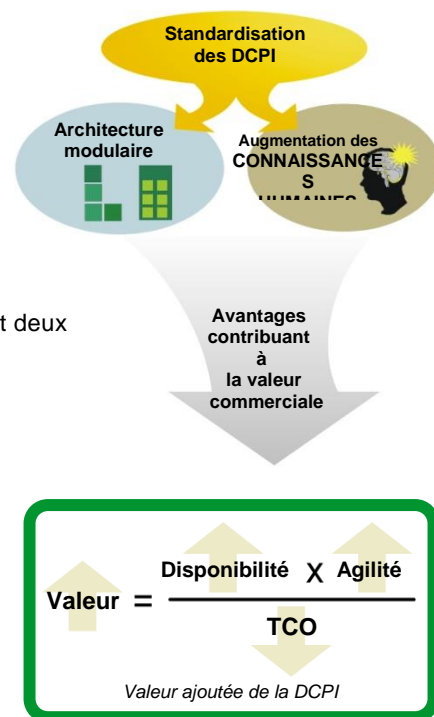 Standardisation
des DCPI
Architecture
modulaire
Augmentation des
CONNAISSANCE
S
HUMAINES
t deux
Avantages
contribuant
à
la valeur
commerciale
Valeur = Disponibilité X Agilité
TCO
Valeur ajoutée de la DCPI